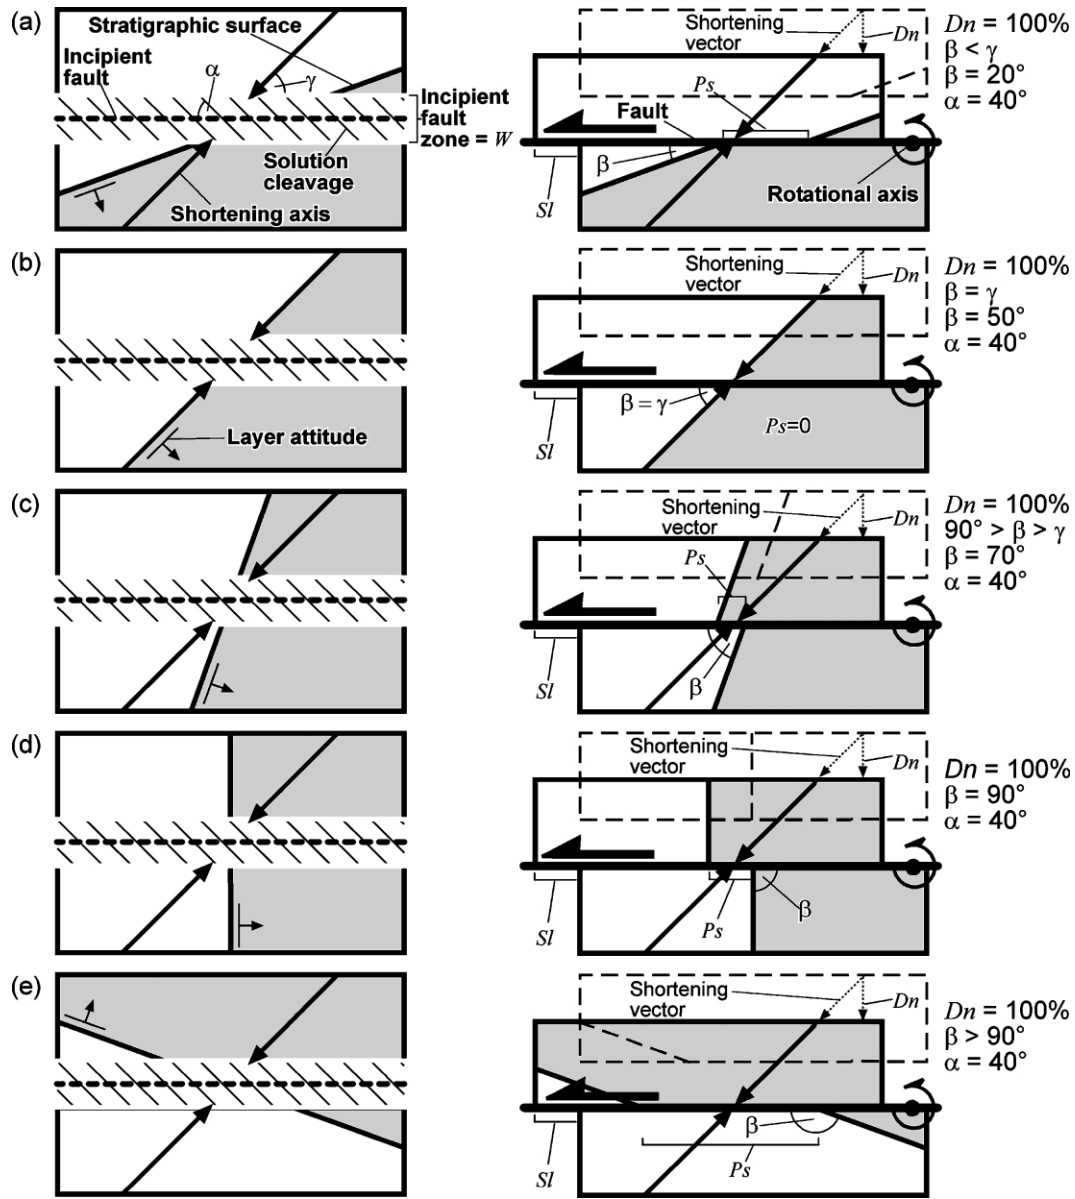 (a)
Stratigraphic surface
Incipient
fault
α
γ
Incipient
fault
zone = W
Solution
cleavage
Shortening axis
Shortening
vector
Dn
Dn = 100%
β < γ
β = 20°
α = 40°
Ps
Fault
β
Rotational axis
Sl
(b)
Layer attitude
Shortening
vector
Dn
Dn = 100%
β = γ
β = 50°
α = 40°
β = γ
Ps=0
Sl
(c)
Shortening
vector
Dn
Dn = 100%
90° > β > γ
β = 70°
α = 40°
Ps
β
Sl
(d)
Shortening
vector
Dn
Dn = 100%
β = 90°
α = 40°
β
Ps
Sl
(e)
Shortening
vector
Dn
Dn = 100%
β > 90°
α = 40°
β
Ps
Sl